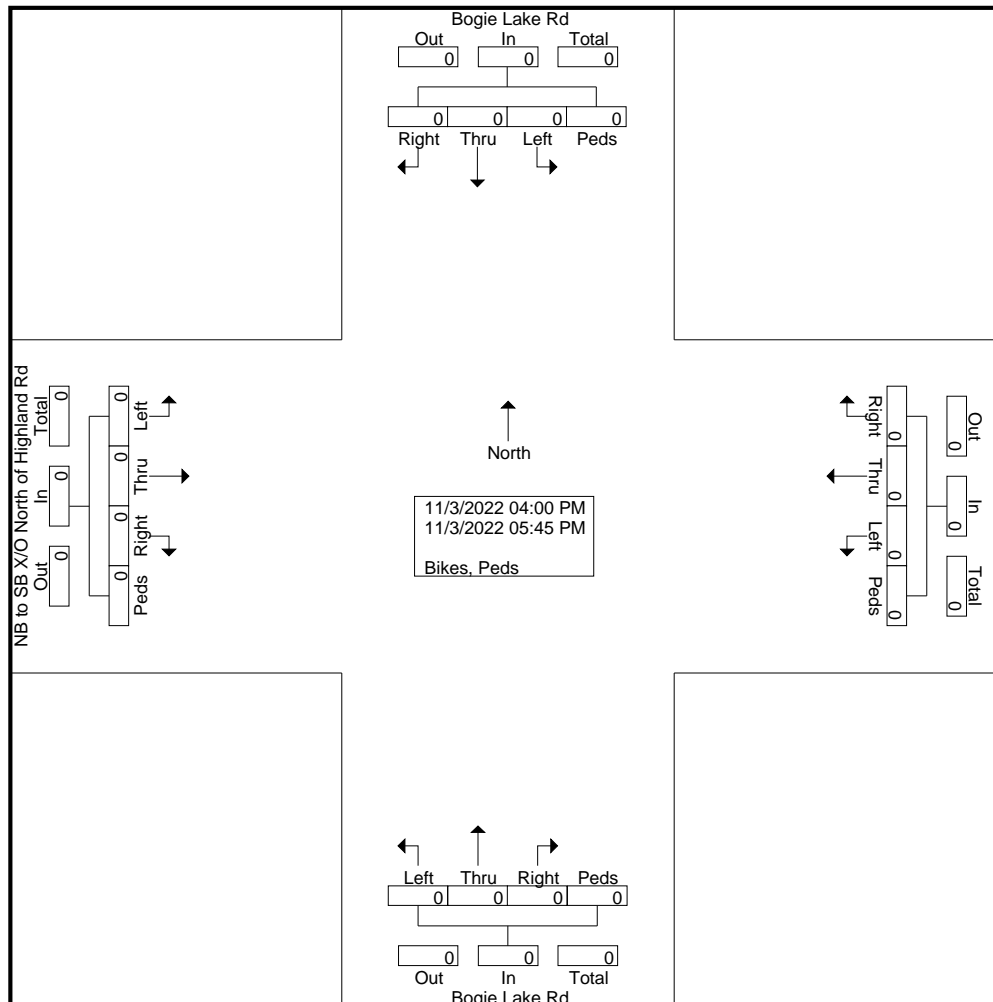 Bogie Lake Rd
Out In Total
0 0 0
0 0 0 0
Right Thru Left Peds
NB to SB X/O North of Highland Rd
Total In Out
0 0 0
0 0 0 0
Left Thru Right Peds
North
11/3/2022 04:00 PM
11/3/2022 05:45 PM
Bikes, Peds
Right Thru Left Peds
0 0 0 0
Out In Total
0 0 0
Left Thru Right Peds
0 0 0 0
0 0 0
Out In Total
Bogie Lake Rd